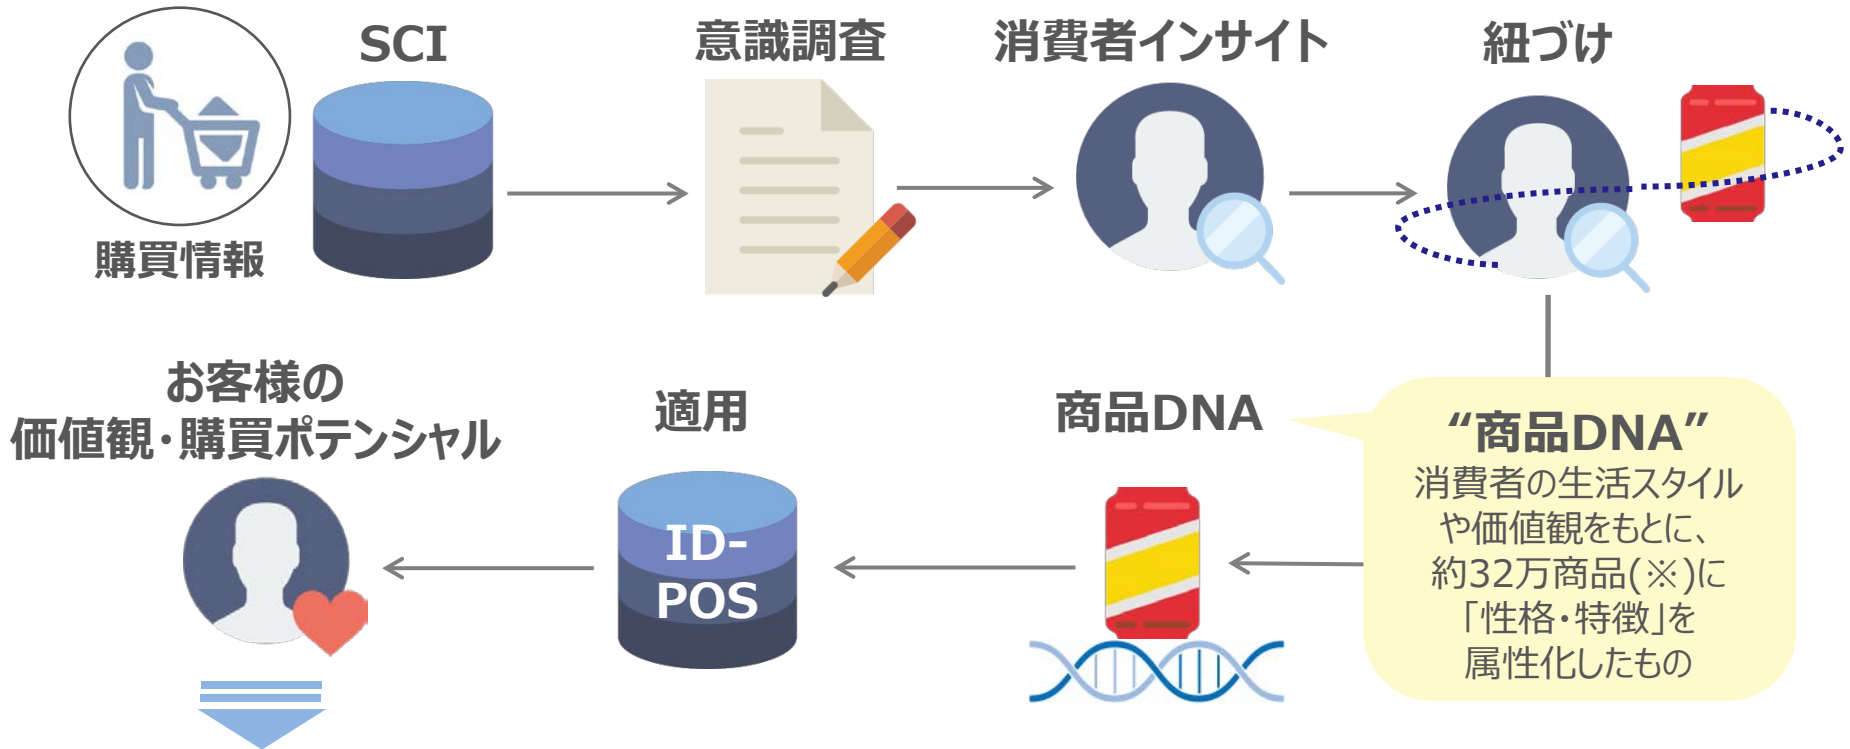 SCI
意識調査
消費者インサイト
紐づけ
購買情報
お客様の
価値観・購買ポテンシャル
適用
ID-
POS
商品DNA
“商品DNA”
消費者の生活スタイル
や価値観をもとに、
約32万商品(※)に
「性格・特徴」を
属性化したもの